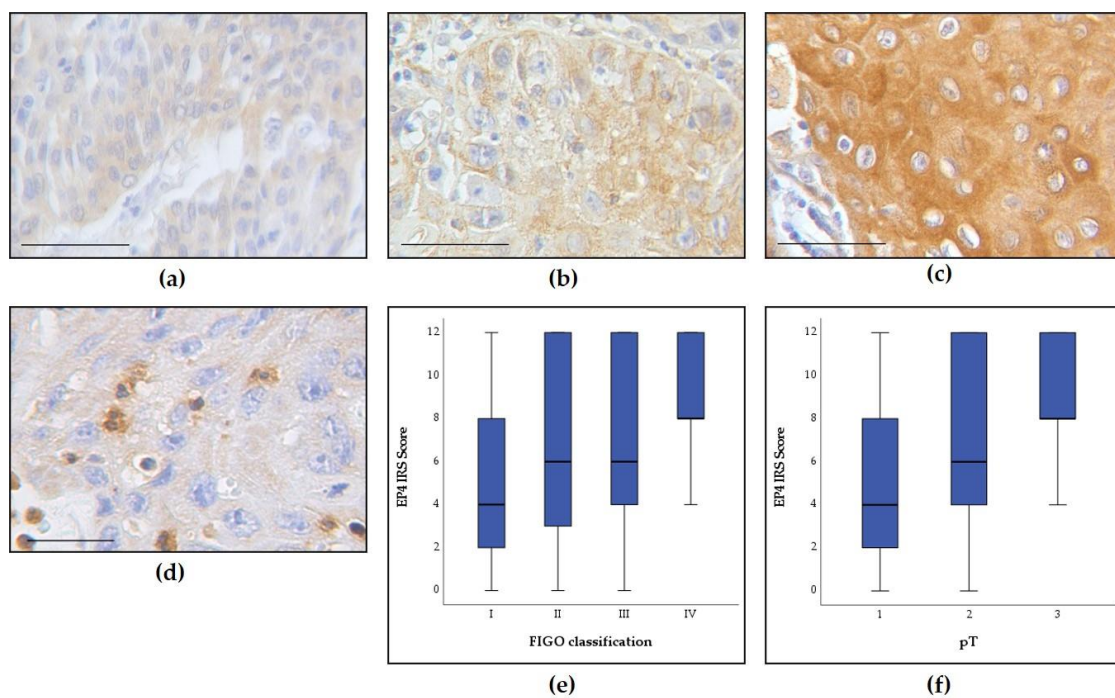 (a)
(b)
(c)
(d)
EP4 IRS Score
12
10
8
6
4
2
0
I II III IV
FIGO classification
(e)
EP4 IRS Score
12
10
8
6
4
2
0
1 2 3
pT
(f)